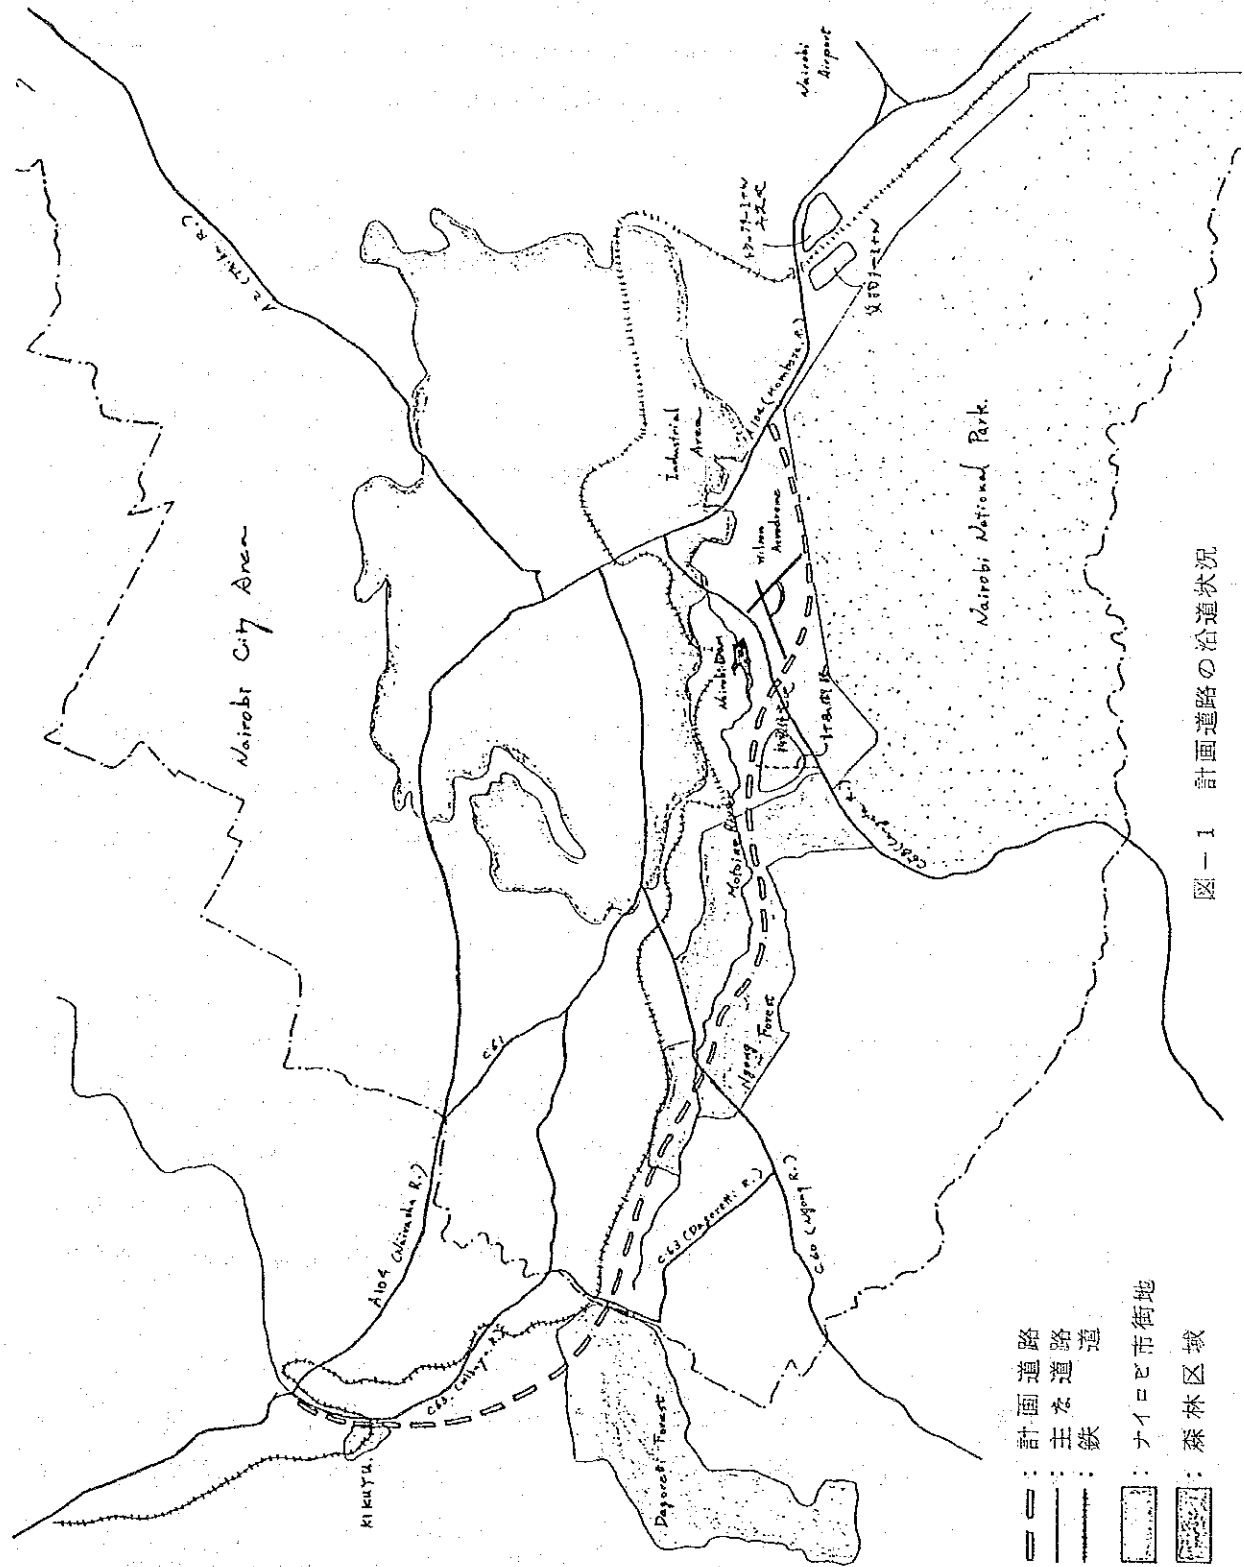 Nairobi City Area
A2 (Thika R.)
Nairobi
Airport
A104 (Naivasha R.)
C61
KIKUYU
Dagoretti Forest
C63 (Dagoretti R.)
C60 (Ngong R.)
Ngong
Forest
Motoine River
Nairobi Dam
Wilson
Aerodrome
Industrial
Area
A104 (Mombasa R.)
Nairobi National Park
図－1 計画道路の沿道状況
：計画道路
：主な道路
：鉄道
：ナイロビ市街地
：森林区域